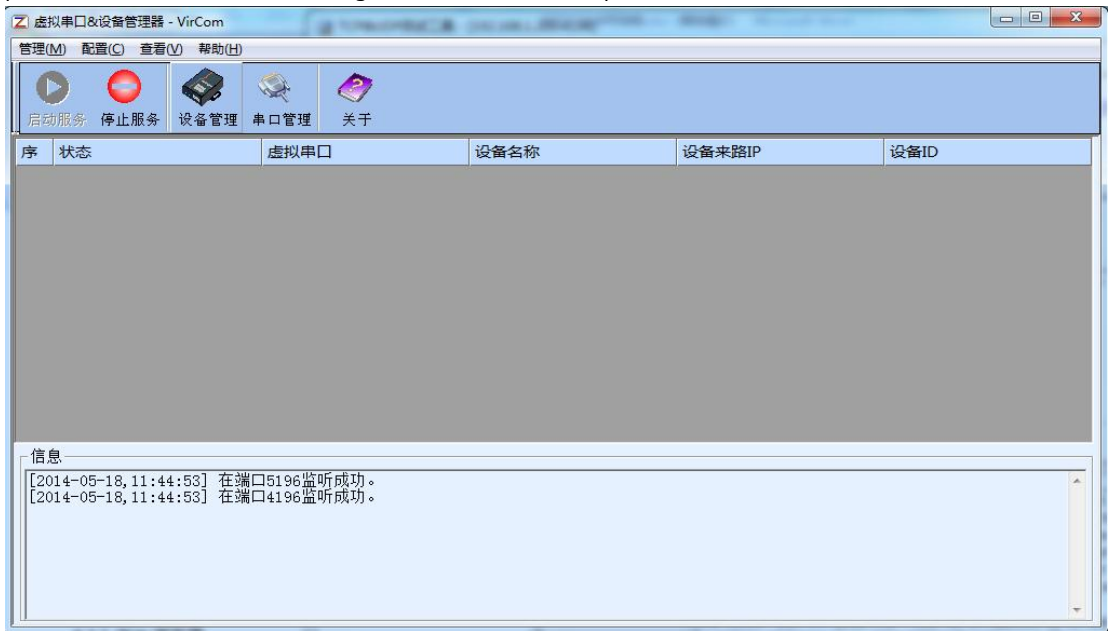 虚拟串口&设备管理器 - VirCom
管理(M) 配置(C) 查看(V) 帮助(H)
启动服务 停止服务 设备管理 串口管理 关于
序 状态 虚拟串口 设备名称 设备来路IP 设备ID
信息
[2014-05-18,11:44:53] 在端口5196监听成功。
[2014-05-18,11:44:53] 在端口4196监听成功。